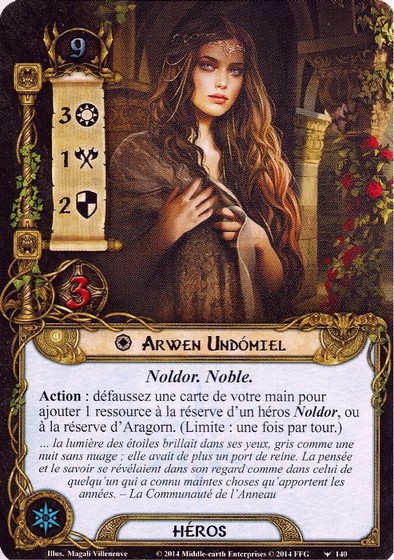 9
3
1
2
3
ARWEN UNDÓMIEL
Noldor. Noble.
Action : défaussez une carte de votre main pour
ajouter 1 ressource à la réserve d'un héros Noldor, ou
à la réserve d'Aragorn. (Limite : une fois par tour.)
... la lumière des étoiles brillait dans ses yeux, gris comme une
nuit sans nuage ; elle avait de plus un port de reine. La pensée
et le savoir se révélaient dans son regard comme dans celui de
quelqu'un qui a connu maintes choses qu'apportent les
années. – La Communauté de l'Anneau
HÉROS
Illus. Magali Villeneuve © 2014 Middle-earth Enterprises © 2014 FFG 140